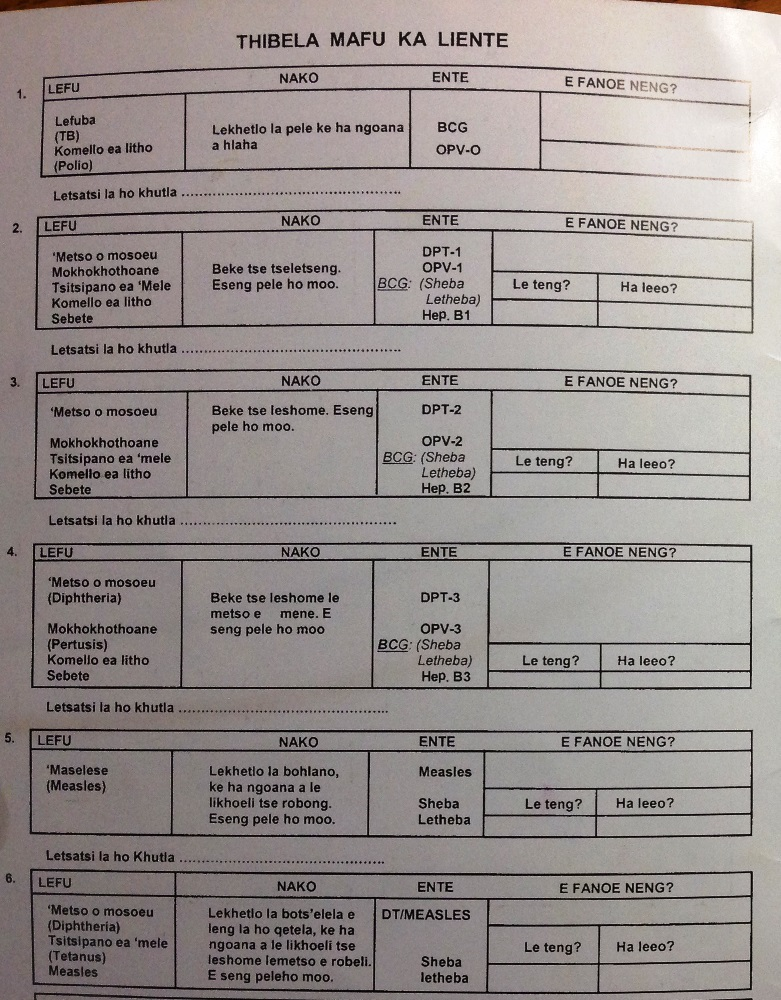 THIBELA MAFU KA LIENTE
1.
LEFU NAKO ENTE E FANOE NENG?
Lefuba
(TB)
Komello ea litho
(Polio)
Lekhetlo la pele ke ha ngoana
a hlaha
BCG
OPV-O
Letsatsi la ho khutla ..........................................
2.
LEFU NAKO ENTE E FANOE NENG?
'Metso o mosoeu
Mokhokhothoane
Tsitsipano ea 'Mele
Komello ea litho
Sebete
Beke tse tseletseng.
Eseng pele ho moo.
DPT-1
OPV-1
BCG: (Sheba
Letheba)
Hep. B1
Le teng? Ha leeo?
Letsatsi la ho khutla ..........................................
3.
LEFU NAKO ENTE E FANOE NENG?
'Metso o mosoeu
Mokhokhothoane
Tsitsipano ea 'mele
Komello ea litho
Sebete
Beke tse leshome. Eseng
pele ho moo.
DPT-2
OPV-2
BCG: (Sheba
Letheba)
Hep. B2
Le teng? Ha leeo?
Letsatsi la ho khutla ..........................................
4.
LEFU NAKO ENTE E FANOE NENG?
'Metso o mosoeu
(Diphtheria)
Mokhokhothoane
(Pertusis)
Komello ea litho
Sebete
Beke tse leshome le
metso e mene. E
seng pele ho moo
DPT-3
OPV-3
BCG: (Sheba
Letheba)
Hep. B3
Le teng? Ha leeo?
Letsatsi la ho khutla ........................................
5.
LEFU NAKO ENTE E FANOE NENG?
'Maselese
(Measles)
Lekhetlo la bohlano,
ke ha ngoana a le
likhoeli tse robong.
Eseng pele ho moo.
Measles
Sheba
Letheba
Le teng? Ha leeo?
Letsatsi la ho Khutla ........................................
6.
LEFU NAKO ENTE E FANOE NENG?
'Metso o mosoeu
(Diphtheria)
Tsitsipano ea 'mele
(Tetanus)
Measles
Lekhetlo la bots'elela e
leng la ho qetela, ke ha
ngoana a le likhoeli tse
leshome lemetso e robeli.
E seng peleho moo.
DT/MEASLES
Sheba
letheba
Le teng? Ha leeo?